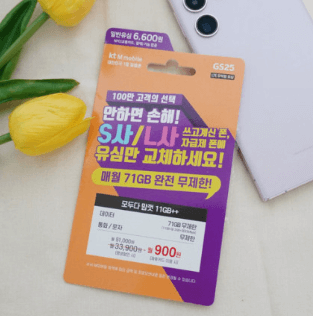 일반유심 6,600원
GS25
kt M mobile
100만 고객의 선택
안하면 손해!
S사/L사 쓰고계신 폰,
자급제 폰에
유심만 교체하세요!
매월 71GB 완전 무제한!
모두다 맘껏 11GB++
데이터 71GB 무제한
통화 / 문자 무제한
월 33,900원 → 월 900원